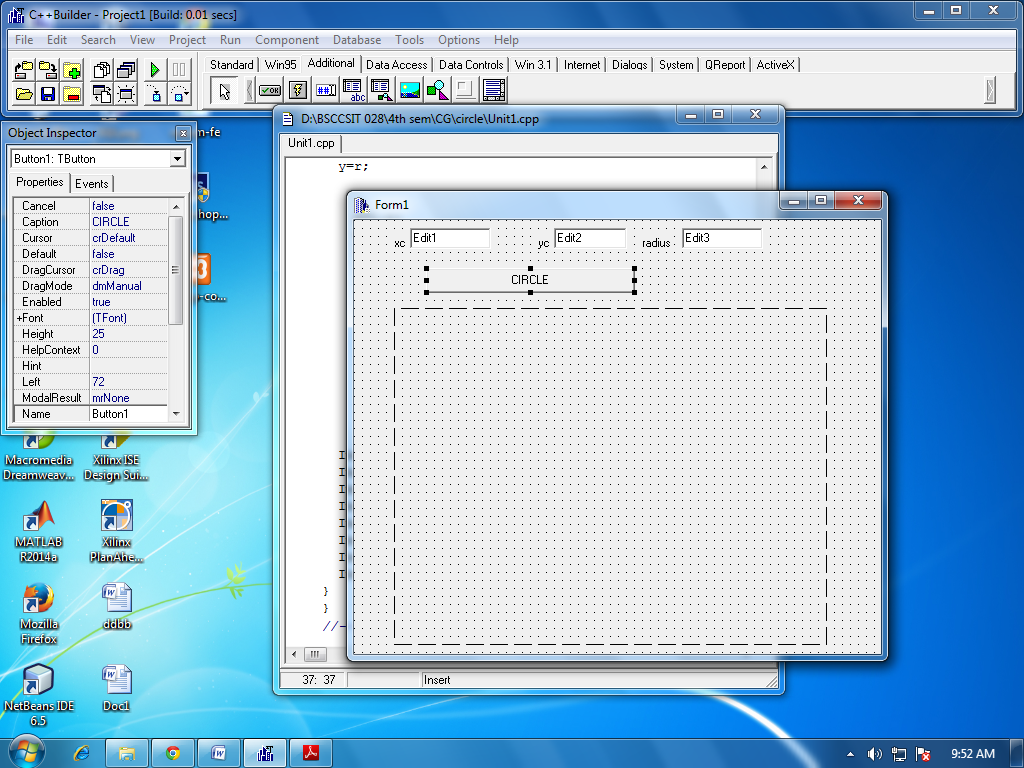 C++Builder - Project1 [Build: 0.01 secs]
File Edit Search View Project Run Component Database Tools Options Help
Standard Win95 Additional Data Access Data Controls Win 3.1 Internet Dialogs System QReport ActiveX
OK
abc
D:\BSCCSIT 028\4th sem\CG\circle\Unit1.cpp
Unit1.cpp
y=r;
Object Inspector
Button1: TButton
Properties Events
Cancel false
Caption CIRCLE
Cursor crDefault
Default false
DragCursor crDrag
DragMode dmManual
Enabled true
+Font (TFont)
Height 25
HelpContext 0
Hint
Left 72
ModalResult mrNone
Name Button1
m-fe
hop...
-co...
Form1
xc Edit1 yc Edit2 radius Edit3
CIRCLE
I
I
I
I
I
I
I
I
}
}
//-
37: 37 Insert
Macromedia Dreamweav...
Xilinx ISE Design Sui...
MATLAB R2014a
Xilinx PlanAhe...
Mozilla Firefox
ddbb
NetBeans IDE 6.5
Doc1
9:52 AM